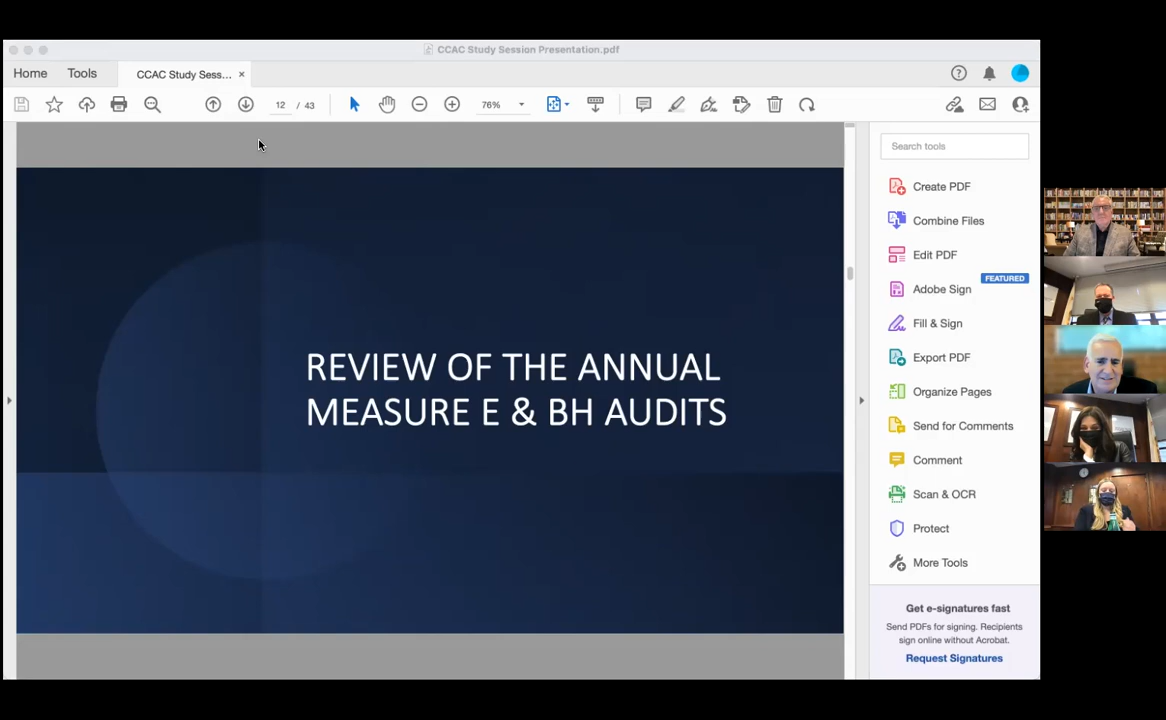 CCAC Study Session Presentation.pdf
Home Tools CCAC Study Sess... ×
12 / 43 76%
REVIEW OF THE ANNUAL
MEASURE E & BH AUDITS
Search tools
Create PDF
Combine Files
Edit PDF
FEATURED
Adobe Sign
Fill & Sign
Export PDF
Organize Pages
Send for Comments
Comment
Scan & OCR
Protect
More Tools
Get e-signatures fast
Send PDFs for signing. Recipients
sign online without Acrobat.
Request Signatures